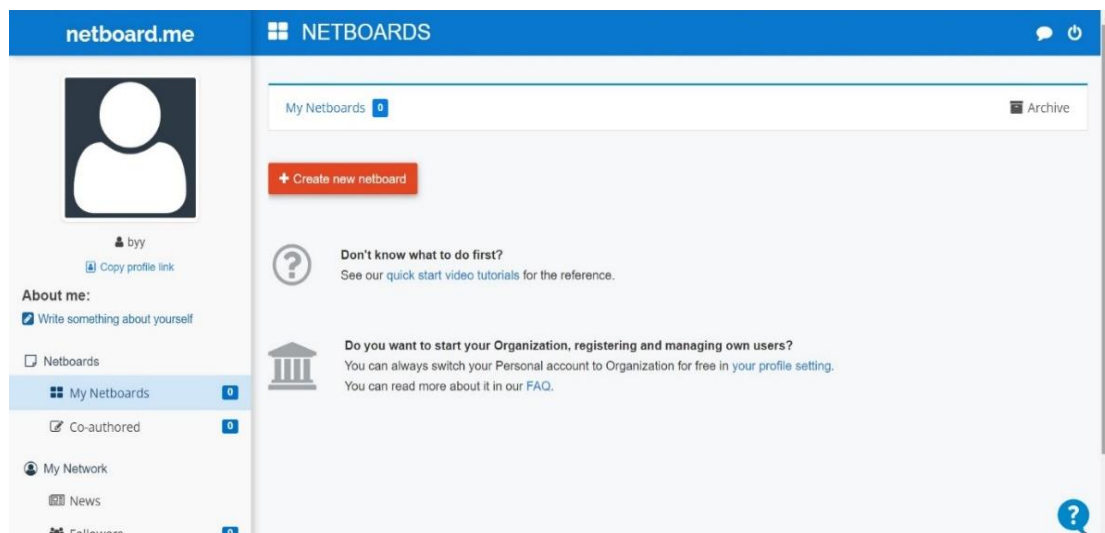 netboard.me
NETBOARDS
My Netboards 0
Archive
+ Create new netboard
byy
Copy profile link
About me:
Write something about yourself
Netboards
My Netboards 0
Co-authored 0
My Network
News
Followers 0
Don't know what to do first?
See our quick start video tutorials for the reference.
Do you want to start your Organization, registering and managing own users?
You can always switch your Personal account to Organization for free in your profile setting.
You can read more about it in our FAQ.
?